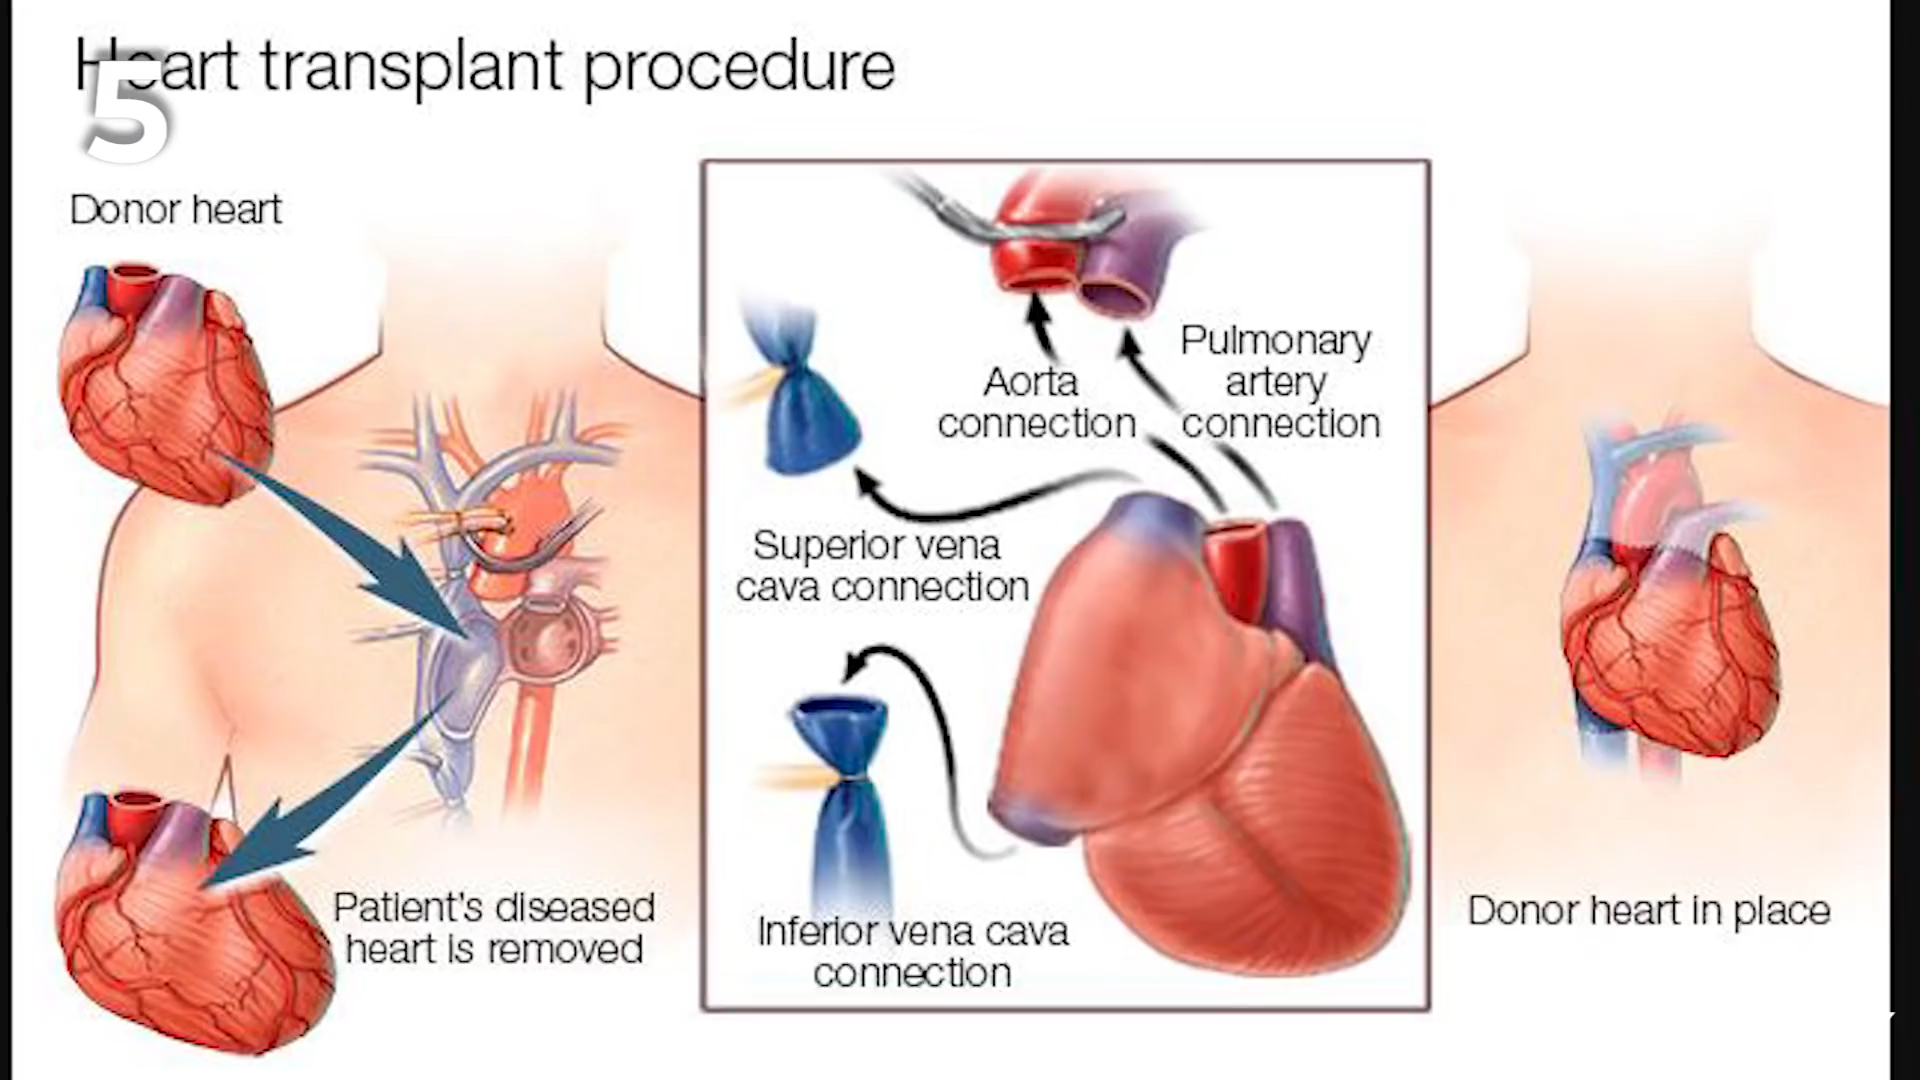 Heart transplant procedure
5
Donor heart
Pulmonary
artery
connection
Aorta
connection
Superior vena
cava connection
Inferior vena cava
connection
Patient's diseased
heart is removed
Donor heart in place